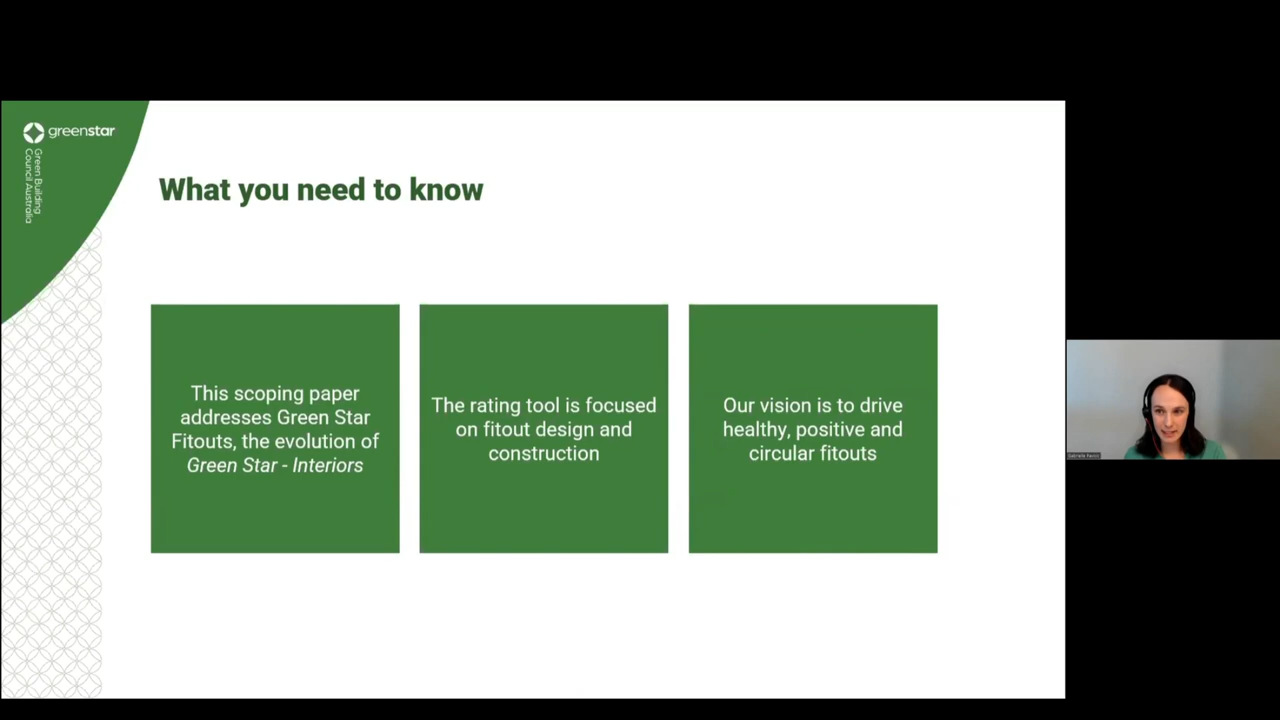 greenstar
Green Building
Council Australia
What you need to know
This scoping paper
addresses Green Star
Fitouts, the evolution of
Green Star - Interiors
The rating tool is focused
on fitout design and
construction
Our vision is to drive
healthy, positive and
circular fitouts